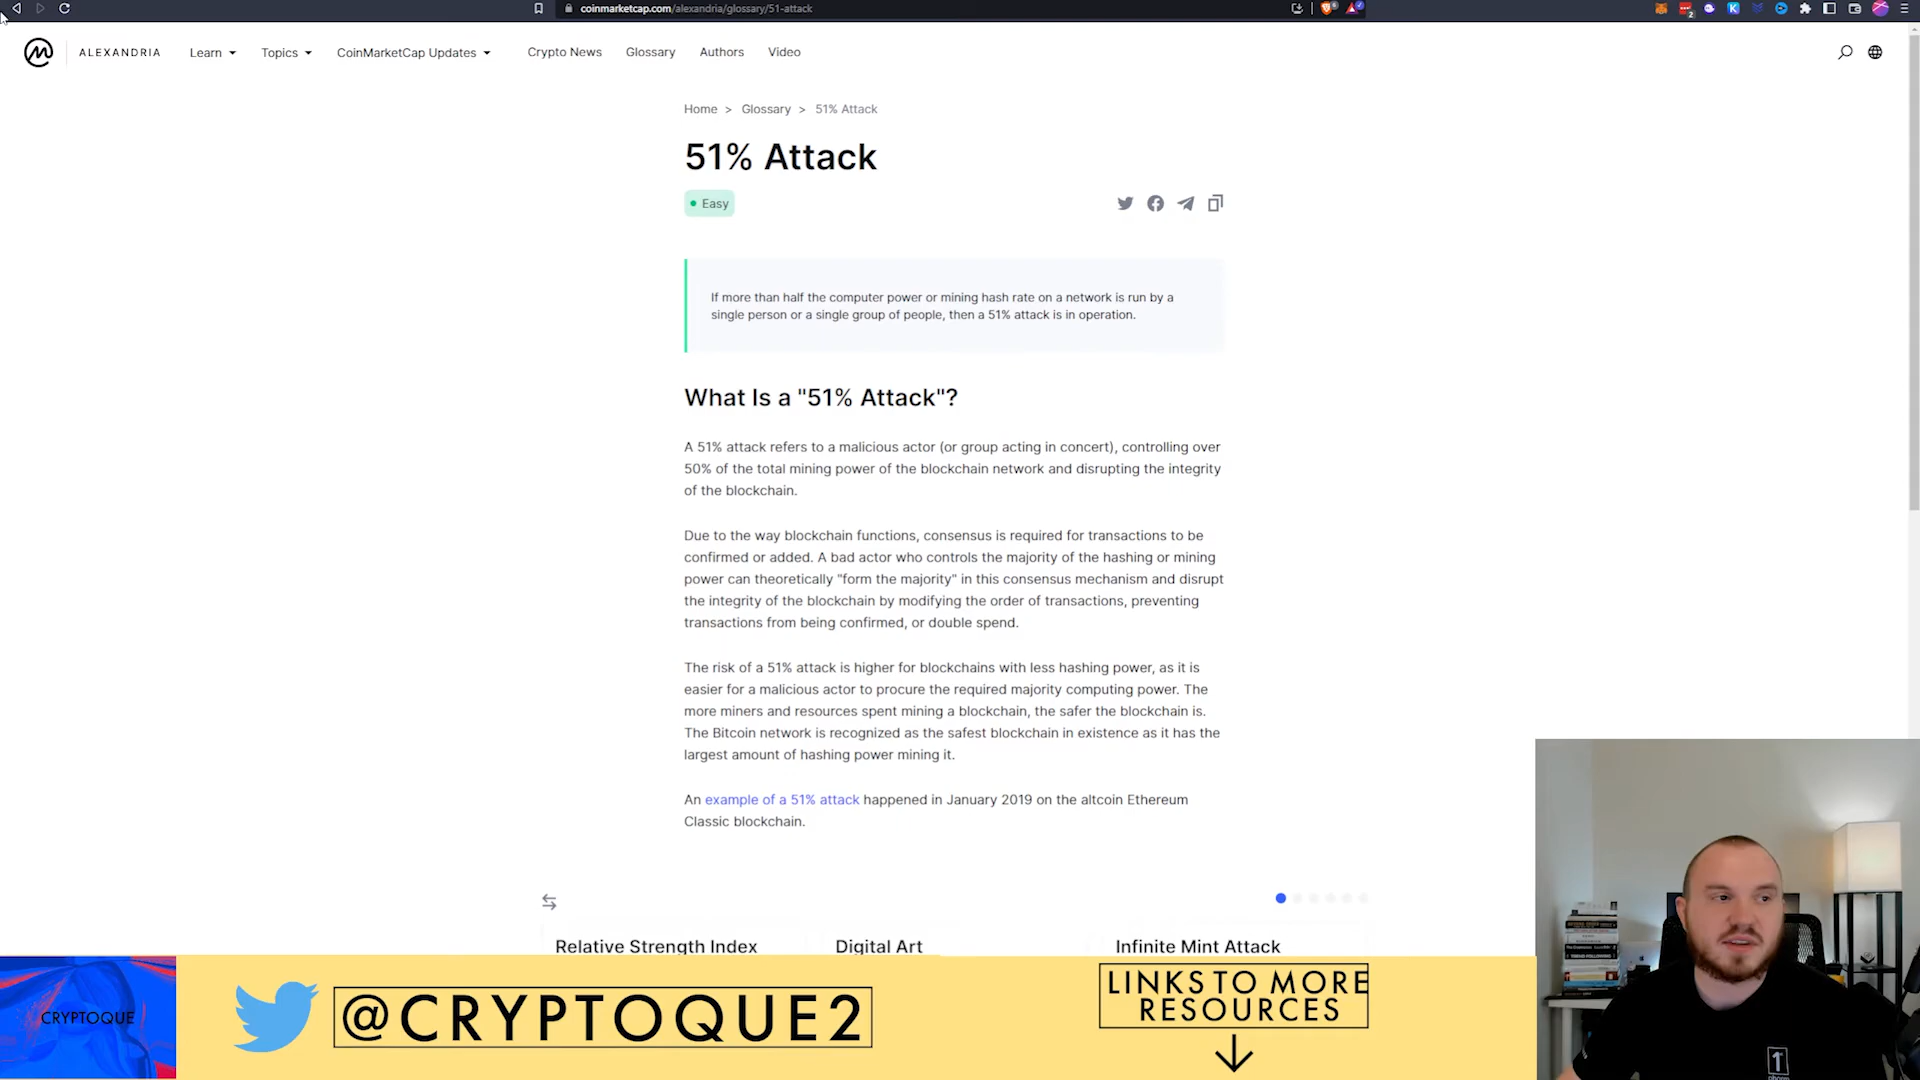 coinmarketcap.com/alexandria/glossary/51-attack
ALEXANDRIA Learn Topics CoinMarketCap Updates Crypto News Glossary Authors Video
Home > Glossary > 51% Attack
51% Attack
Easy
If more than half the computer power or mining hash rate on a network is run by a
single person or a single group of people, then a 51% attack is in operation.
What Is a "51% Attack"?
A 51% attack refers to a malicious actor (or group acting in concert), controlling over
50% of the total mining power of the blockchain network and disrupting the integrity
of the blockchain.
Due to the way blockchain functions, consensus is required for transactions to be
confirmed or added. A bad actor who controls the majority of the hashing or mining
power can theoretically "form the majority" in this consensus mechanism and disrupt
the integrity of the blockchain by modifying the order of transactions, preventing
transactions from being confirmed, or double spend.
The risk of a 51% attack is higher for blockchains with less hashing power, as it is
easier for a malicious actor to procure the required majority computing power. The
more miners and resources spent mining a blockchain, the safer the blockchain is.
The Bitcoin network is recognized as the safest blockchain in existence as it has the
largest amount of hashing power mining it.
An example of a 51% attack happened in January 2019 on the altcoin Ethereum
Classic blockchain.
Relative Strength Index Digital Art Infinite Mint Attack
CRYPTOQUE
@CRYPTOQUE2
LINKS TO MORE
RESOURCES